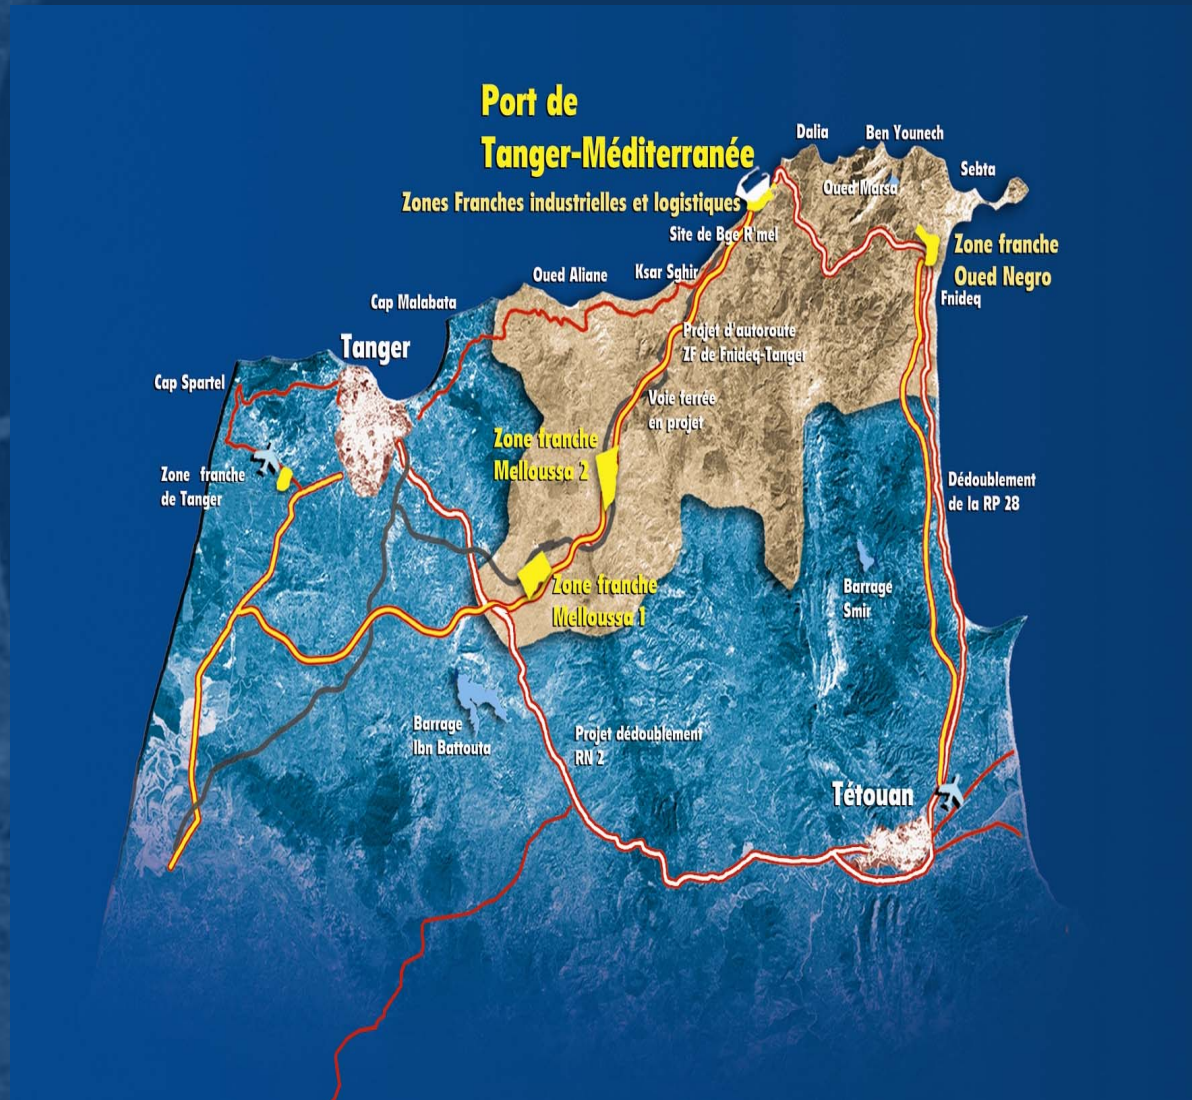 Port de
Tanger-Méditerranée
Zones Franches industrielles et logistiques
Dalia
Ben Younech
Sebta
Oued Marsa
Site de Bge R'mel
Zone franche
Oued Negro
Fnideq
Oued Aliane
Ksar Sghir
Cap Malabata
Tanger
Cap Spartel
Projet d'autoroute
ZF de Fnideq-Tanger
Voie ferrée
en projet
Zone franche
Melloussa 2
Zone franche
de Tanger
Dédoublement
de la RP 28
Zone franche
Melloussa 1
Barrage
Smir
Barrage
Ibn Battouta
Projet dédoublement
RN 2
Tétouan